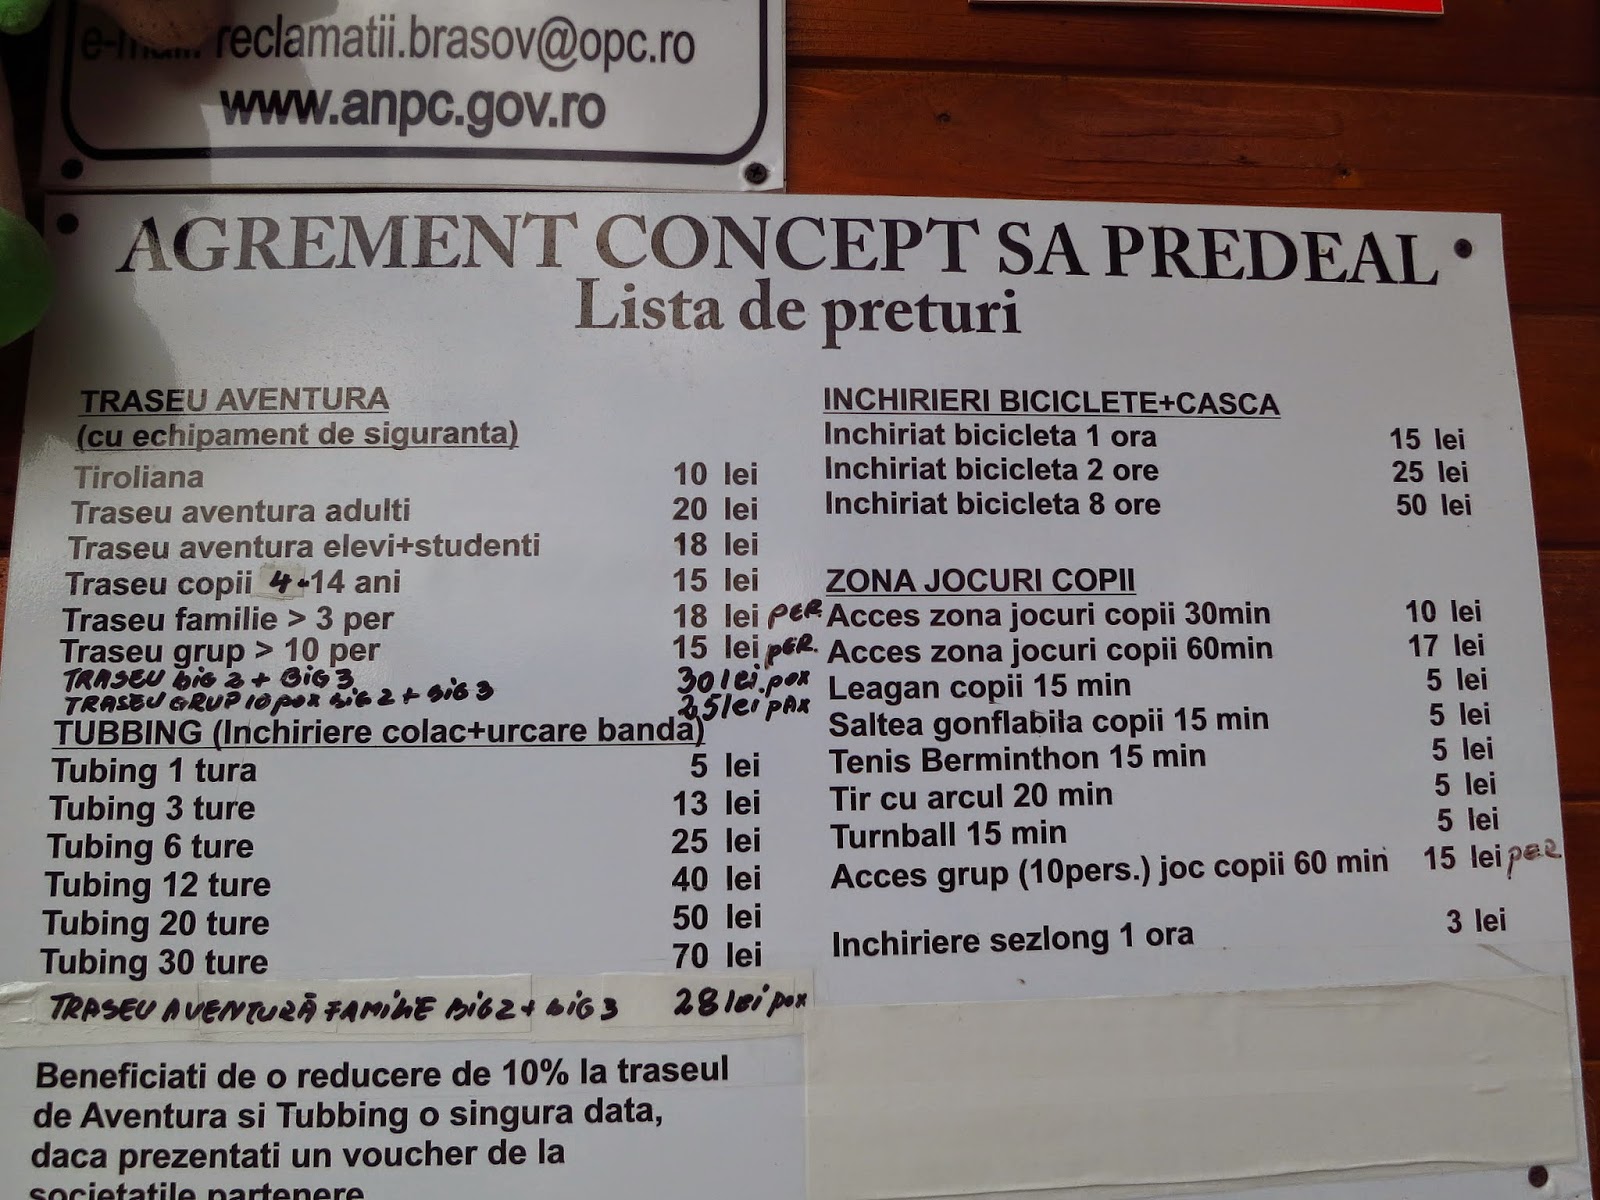 reclamatii.brasov@opc.ro
www.anpc.gov.ro
AGREMENT CONCEPT SA PREDEAL
Lista de preturi
TRASEU AVENTURA
(cu echipament de siguranta)
Tiroliana 10 lei
Traseu aventura adulti 20 lei
Traseu aventura elevi+studenti 18 lei
Traseu copii 4-14 ani 15 lei
Traseu familie > 3 per 18 lei PER.
Traseu grup > 10 per 15 lei per.
TRASEU BIG 2 + BIG 3 30 lei pax
TRASEU GRUP 10 pax BIG 2 + BIG 3 25 lei pax
TUBBING (Inchiriere colac+urcare banda)
Tubing 1 tura 5 lei
Tubing 3 ture 13 lei
Tubing 6 ture 25 lei
Tubing 12 ture 40 lei
Tubing 20 ture 50 lei
Tubing 30 ture 70 lei
TRASEU AVENTURĂ FAMILIE BIG 2 + BIG 3 28 lei pax
Beneficiati de o reducere de 10% la traseul
de Aventura si Tubbing o singura data,
daca prezentati un voucher de la
societatile partenere
INCHIRIERI BICICLETE+CASCA
Inchiriat bicicleta 1 ora 15 lei
Inchiriat bicicleta 2 ore 25 lei
Inchiriat bicicleta 8 ore 50 lei
ZONA JOCURI COPII
Acces zona jocuri copii 30min 10 lei
Acces zona jocuri copii 60min 17 lei
Leagan copii 15 min 5 lei
Saltea gonflabila copii 15 min 5 lei
Tenis Berminthon 15 min 5 lei
Tir cu arcul 20 min 5 lei
Turnball 15 min 5 lei
Acces grup (10pers.) joc copii 60 min 15 lei per
Inchiriere sezlong 1 ora 3 lei